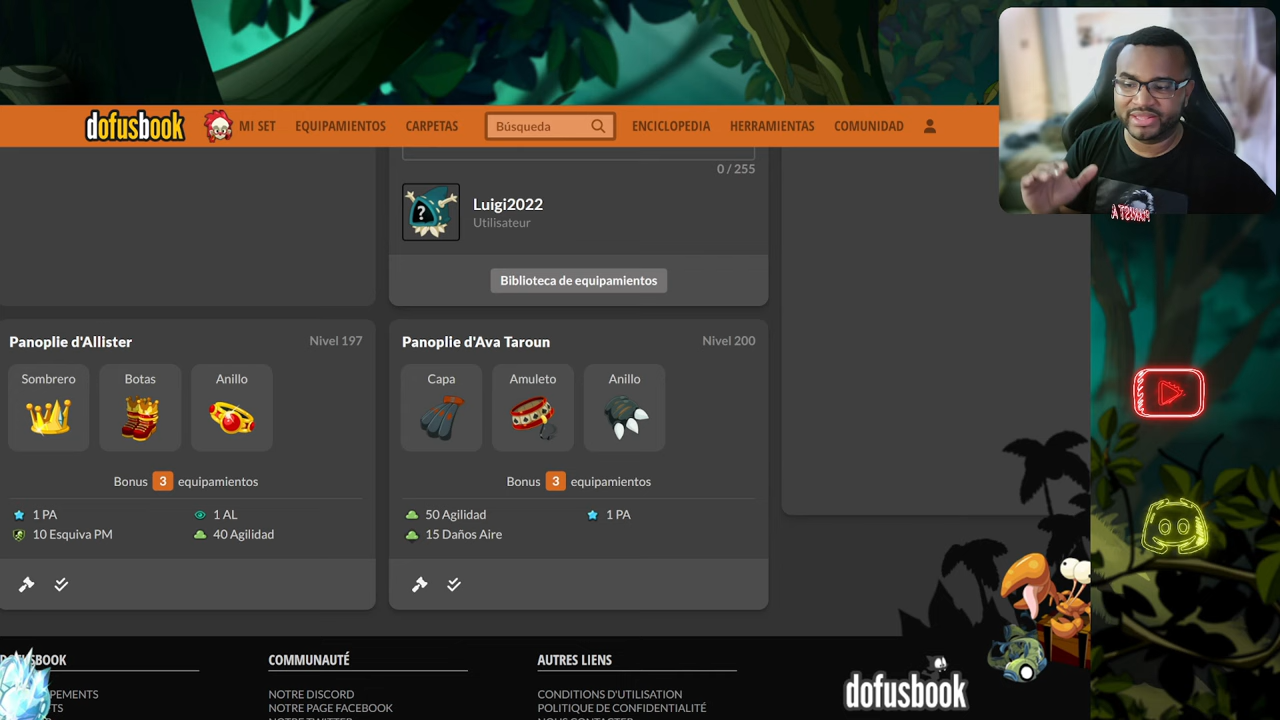 dofusbook
MI SET
EQUIPAMIENTOS
CARPETAS
Búsqueda
ENCICLOPEDIA
HERRAMIENTAS
COMUNIDAD
0 / 255
?
Luigi2022
Utilisateur
Biblioteca de equipamientos
Panoplie d'Allister
Nivel 197
Sombrero
Botas
Anillo
Bonus 3 equipamientos
1 PA
1 AL
10 Esquiva PM
40 Agilidad
Panoplie d'Ava Taroun
Nivel 200
Capa
Amuleto
Anillo
Bonus 3 equipamientos
50 Agilidad
1 PA
15 Daños Aire
COMMUNAUTÉ
NOTRE DISCORD
NOTRE PAGE FACEBOOK
AUTRES LIENS
CONDITIONS D'UTILISATION
POLITIQUE DE CONFIDENTIALITÉ
dofusbook